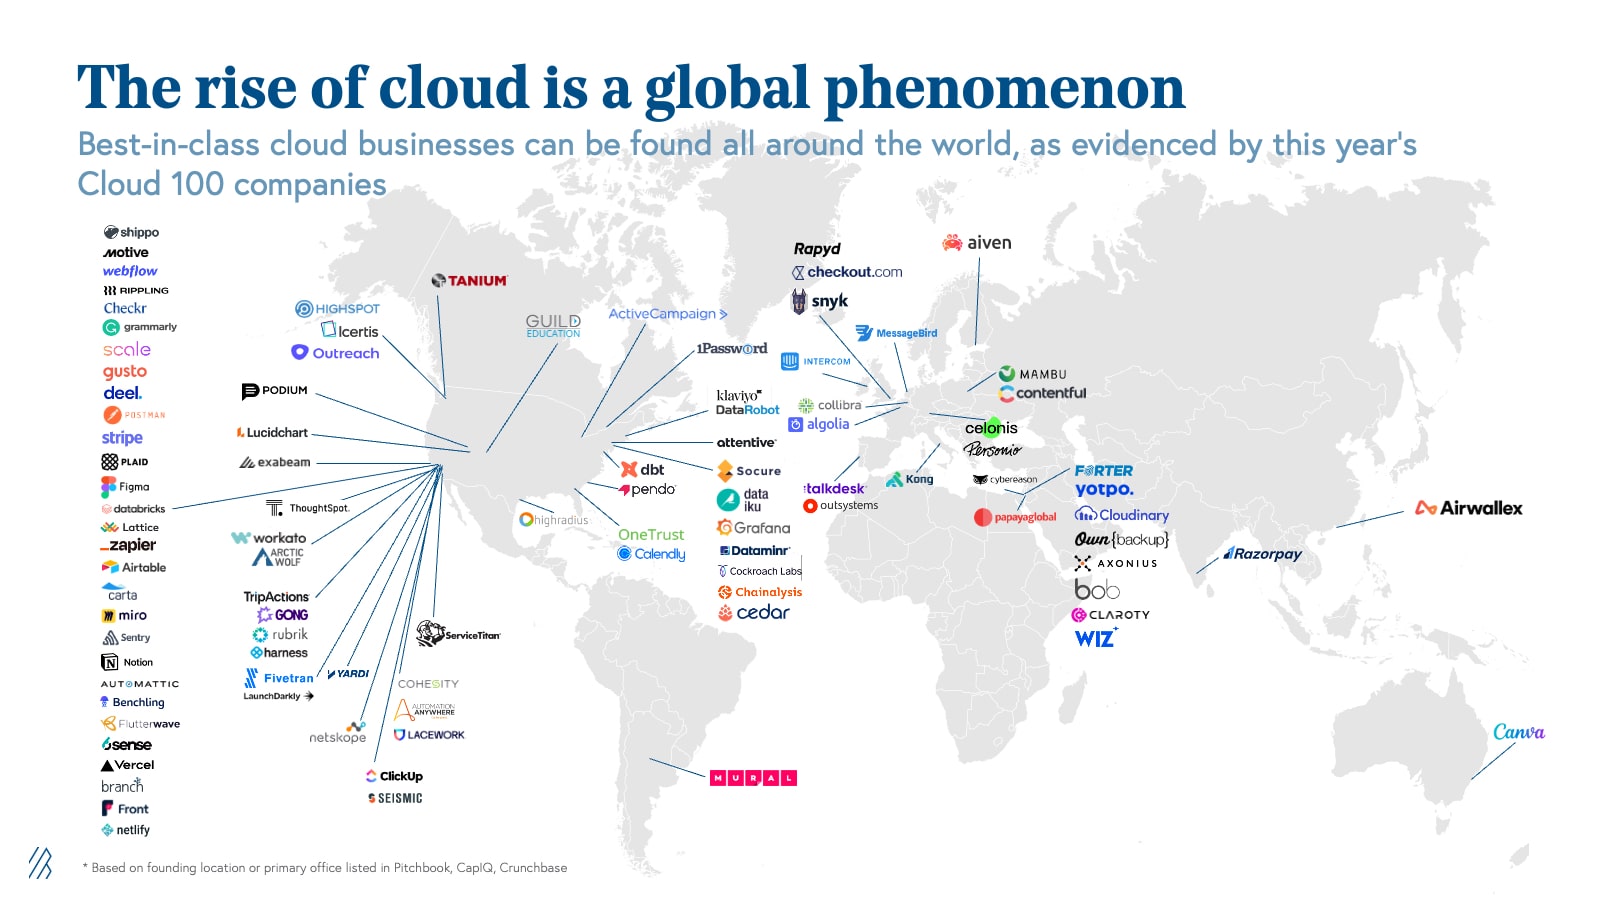 The rise of cloud is a global phenomenon
Best-in-class cloud businesses can be found all around the world, as evidenced by this year's
Cloud 100 companies
shippo
motive
webflow
RIPPLING
Checkr
grammarly
scale
gusto
deel.
POSTMAN
stripe
PLAID
Figma
databricks
Lattice
_zapier
Airtable
carta
miro
Sentry
Notion
AUTOMATTIC
Benchling
Flutterwave
6sense
Vercel
branch
Front
netlify
TANIUM
HIGHSPOT
Icertis
Outreach
PODIUM
Lucidchart
exabeam
ThoughtSpot.
workato
ARCTIC
WOLF
TripActions
GONG
rubrik
harness
Fivetran
LaunchDarkly
YARDI
netskope
ClickUp
SEISMIC
ServiceTitan
COHESITY
AUTOMATION
ANYWHERE
LACEWORK
GUILD
EDUCATION
ActiveCampaign >
1Password
klaviyo
DataRobot
attentive
dbt
pendo
highradius
OneTrust
Calendly
Socure
data
iku
Grafana
Dataminr
Cockroach Labs
Chainalysis
cedar
MURAL
Rapyd
checkout.com
snyk
MessageBird
INTERCOM
collibra
algolia
talkdesk
outsystems
Kong
aiven
MAMBU
contentful
celonis
Personio
cybereason
papayaglobal
FORTER
yotpo.
Cloudinary
Own{backup}
AXONIUS
bob
CLAROTY
WIZ
Razorpay
Airwallex
Canva
* Based on founding location or primary office listed in Pitchbook, CapIQ, Crunchbase